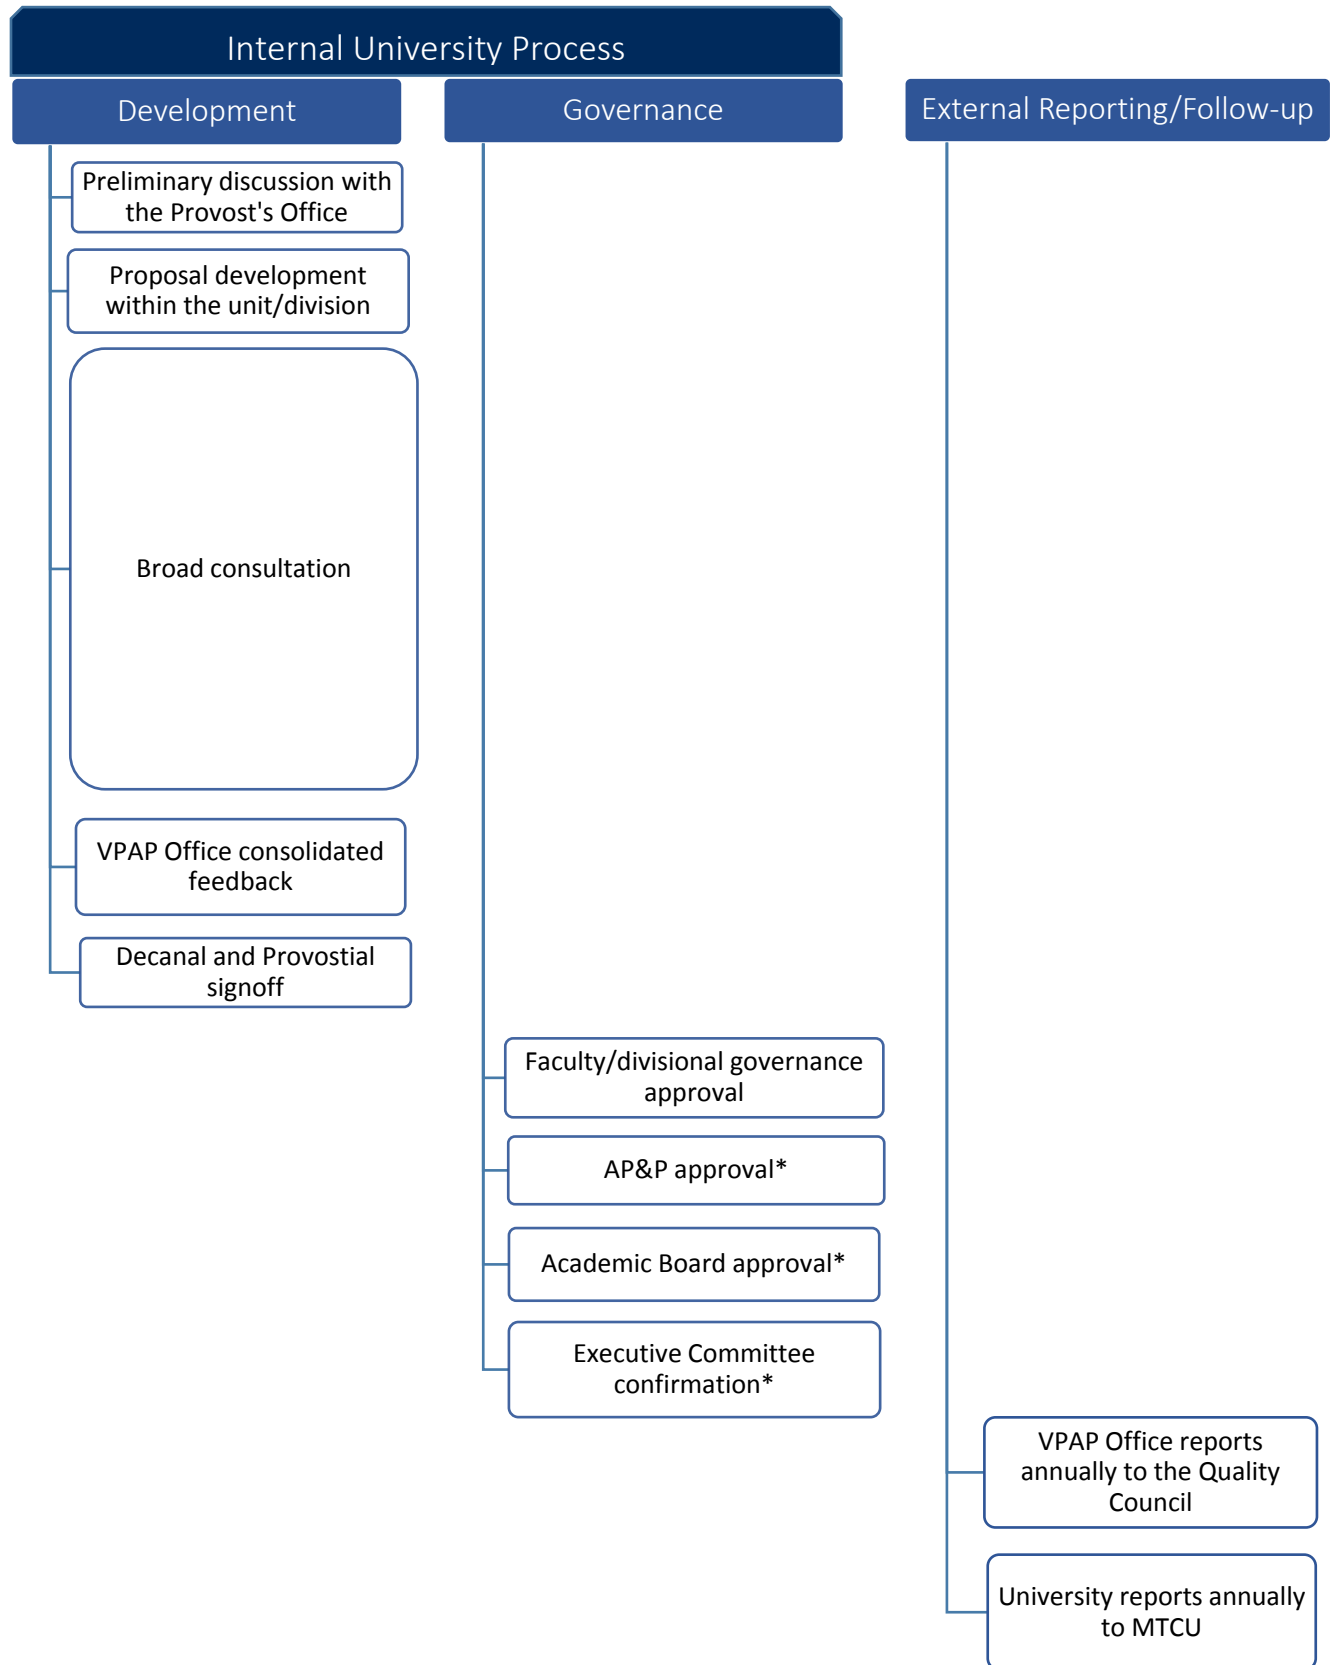 Internal University Process
Development
Governance
External Reporting/Follow-up
Preliminary discussion with
the Provost's Office
Proposal development
within the unit/division
Broad consultation
VPAP Office consolidated
feedback
Decanal and Provostial
signoff
Faculty/divisional governance
approval
AP&P approval*
Academic Board approval*
Executive Committee
confirmation*
VPAP Office reports
annually to the Quality
Council
University reports annually
to MTCU